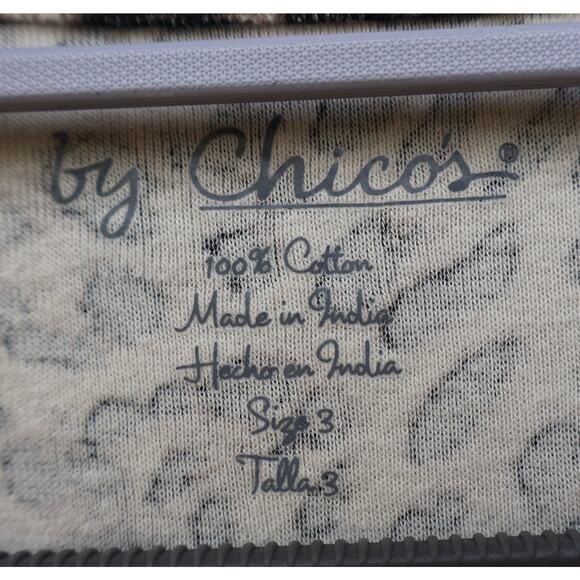 by Chico's®
100% Cotton
Made in India
Hecho en India
Size 3
Talla 3